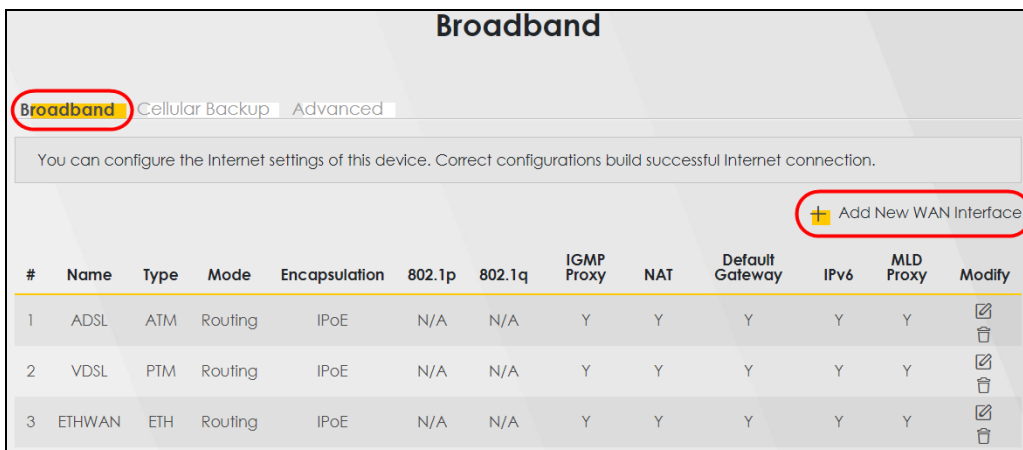 Broadband
Broadband Cellular Backup Advanced
You can configure the Internet settings of this device. Correct configurations build successful Internet connection.
+ Add New WAN Interface
# Name Type Mode Encapsulation 802.1p 802.1q IGMP Proxy NAT Default Gateway IPv6 MLD Proxy Modify
1 ADSL ATM Routing IPoE N/A N/A Y Y Y Y Y
2 VDSL PTM Routing IPoE N/A N/A Y Y Y Y Y
3 ETHWAN ETH Routing IPoE N/A N/A Y Y Y Y Y